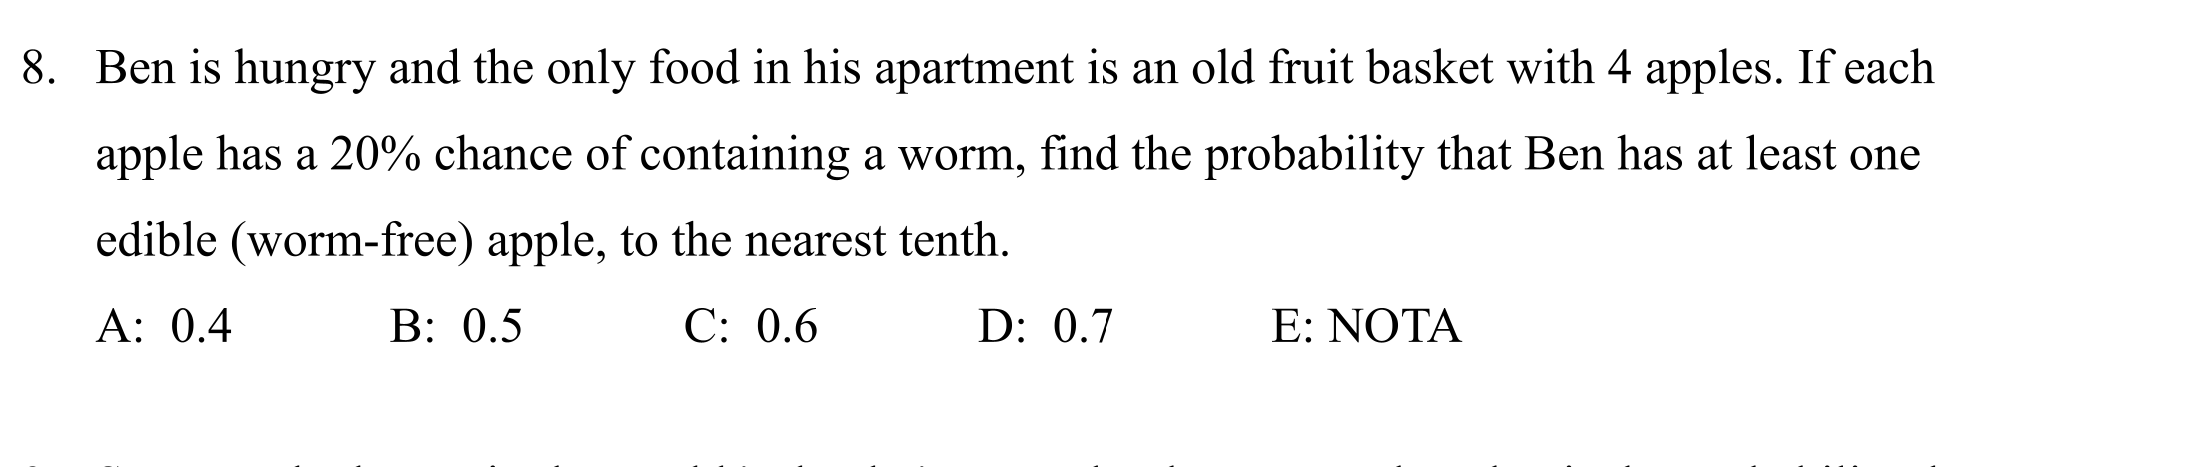 8. Ben is hungry and the only food in his apartment is an old fruit basket with 4 apples. If each
apple has a 20% chance of containing a worm, find the probability that Ben has at least one
edible (worm-free) apple, to the nearest tenth.
A: 0.4 B: 0.5 C: 0.6 D: 0.7 E: NOTA